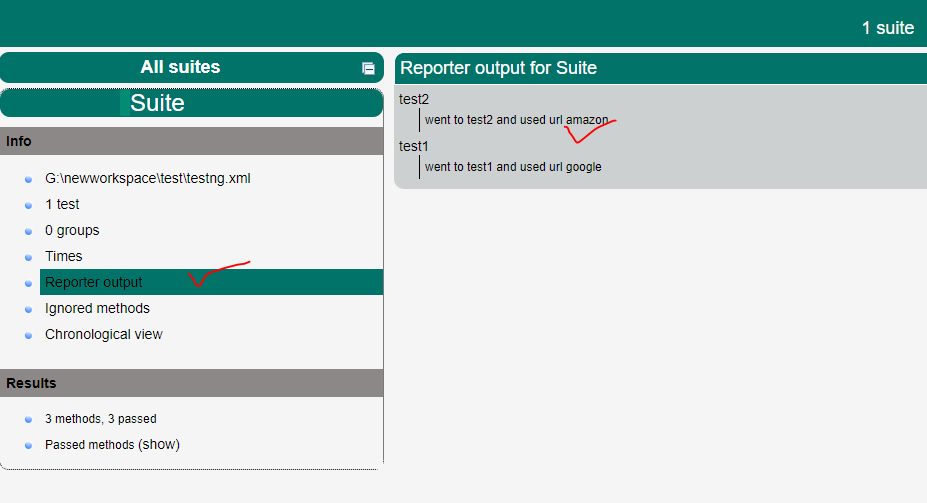 1 suite
All suites
Suite
Info
G:\newworkspace\test\testng.xml
1 test
0 groups
Times
Reporter output
Ignored methods
Chronological view
Results
3 methods, 3 passed
Passed methods (show)
Reporter output for Suite
test2
went to test2 and used url amazon
test1
went to test1 and used url google